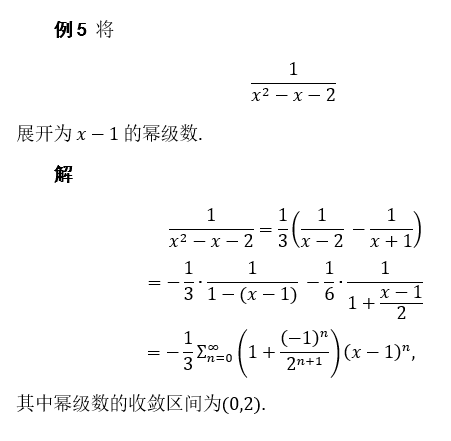 例5 将
1/(x² − x − 2)
展开为 x − 1 的幂级数.
解
1/(x² − x − 2) = 1/3 (1/(x − 2) − 1/(x + 1))
= − 1/3 · 1/(1 − (x − 1)) − 1/6 · 1/(1 + (x − 1)/2)
= − 1/3 Σₙ₌₀^∞ (1 + (−1)ⁿ/2ⁿ⁺¹) (x − 1)ⁿ,
其中幂级数的收敛区间为(0,2).